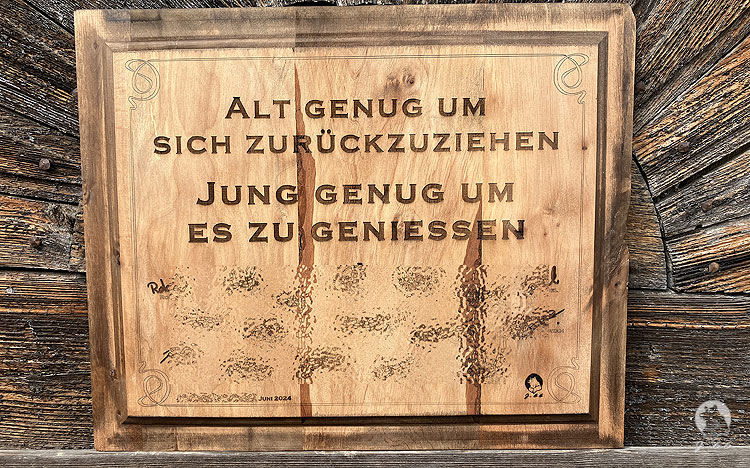 ALT GENUG UM
SICH ZURÜCKZUZIEHEN
JUNG GENUG UM
ES ZU GENIESSEN
JUNI 2024